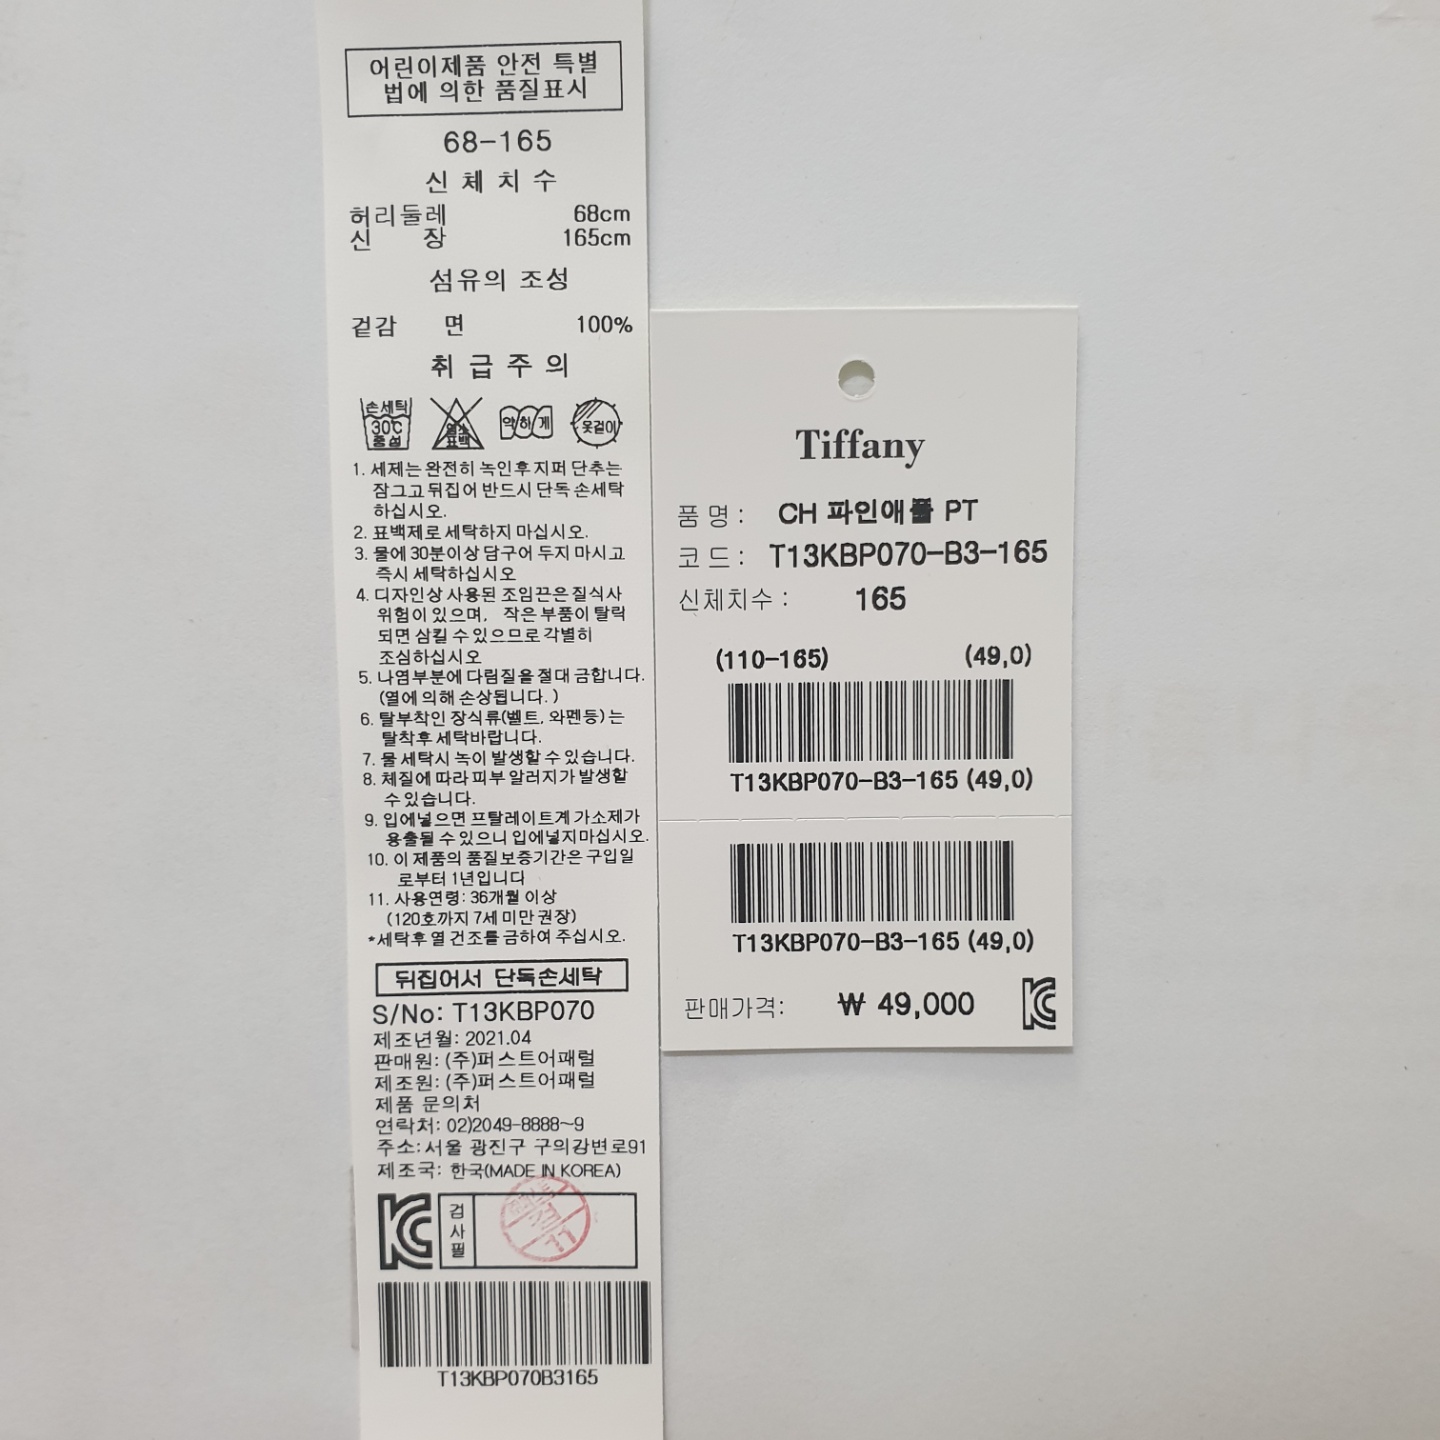 어린이제품 안전 특별
법에 의한 품질표시
68-165
신 체 치 수
허리둘레 68cm
신 장 165cm
섬유의 조성
겉감 면 100%
취 급 주 의
손세탁
30℃
중성
염소
표백
약하게
옷걸이
1. 세제는 완전히 녹인후 지퍼 단추는
잠그고 뒤집어 반드시 단독 손세탁
하십시오.
2. 표백제로 세탁하지 마십시오.
3. 물에 30분이상 담구어 두지 마시고
즉시 세탁하십시오
4. 디자인상 사용된 조임끈은 질식사
위험이 있으며, 작은 부품이 탈락
되면 삼킬 수 있으므로 각별히
조심하십시오
5. 나염부분에 다림질을 절대 금합니다.
(열에 의해 손상됩니다. )
6. 탈부착인 장식류(벨트, 와펜등) 는
탈착후 세탁바랍니다.
7. 물 세탁시 녹이 발생할 수 있습니다.
8. 체질에 따라 피부 알러지가 발생할
수 있습니다.
9. 입에넣으면 프탈레이트계 가소제가
용출될 수 있으니 입에넣지마십시오.
10. 이 제품의 품질보증기간은 구입일
로부터 1년입니다
11. 사용연령: 36개월 이상
(120호까지 7세 미만 권장)
*세탁후 열 건조를 금하여 주십시오.
뒤집어서 단독손세탁
S/No: T13KBP070
제조년월: 2021.04
판매원: (주)퍼스트어패럴
제조원: (주)퍼스트어패럴
제품 문의처
연락처: 02)2049-8888~9
주소: 서울 광진구 구의강변로91
제조국: 한국(MADE IN KOREA)
KC 검사필
T13KBP070B3165
Tiffany
품 명 : CH 파인애플 PT
코 드 : T13KBP070-B3-165
신체치수 : 165
(110-165) (49,0)
T13KBP070-B3-165 (49,0)
T13KBP070-B3-165 (49,0)
판매가격: ₩ 49,000 KC